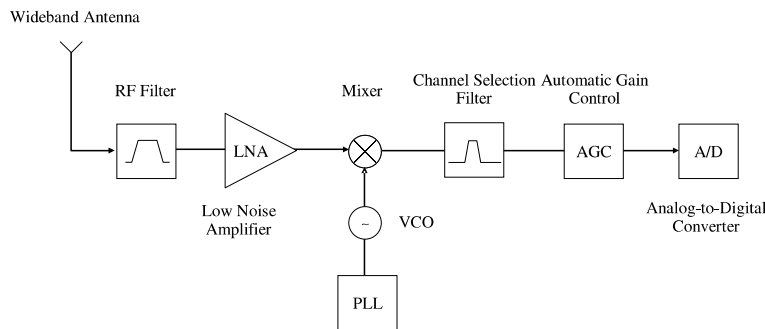 Wideband Antenna
RF Filter
LNA
Low Noise
Amplifier
Mixer
~
VCO
PLL
Channel Selection
Filter
Automatic Gain
Control
AGC
A/D
Analog-to-Digital
Converter